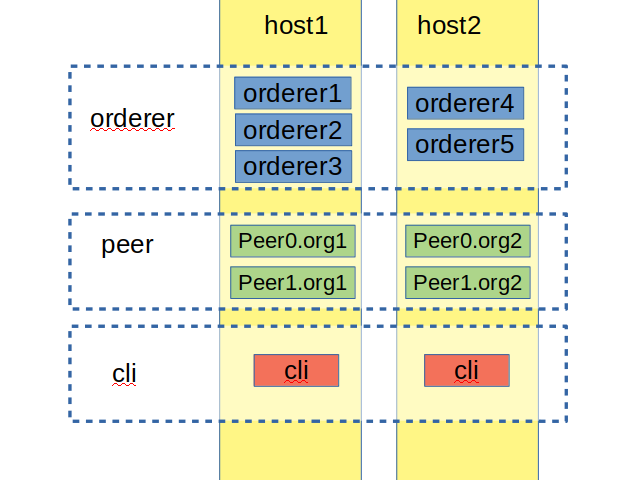 host1 host2
orderer
orderer1
orderer2
orderer3
orderer4
orderer5
peer
Peer0.org1
Peer1.org1
Peer0.org2
Peer1.org2
cli
cli
cli